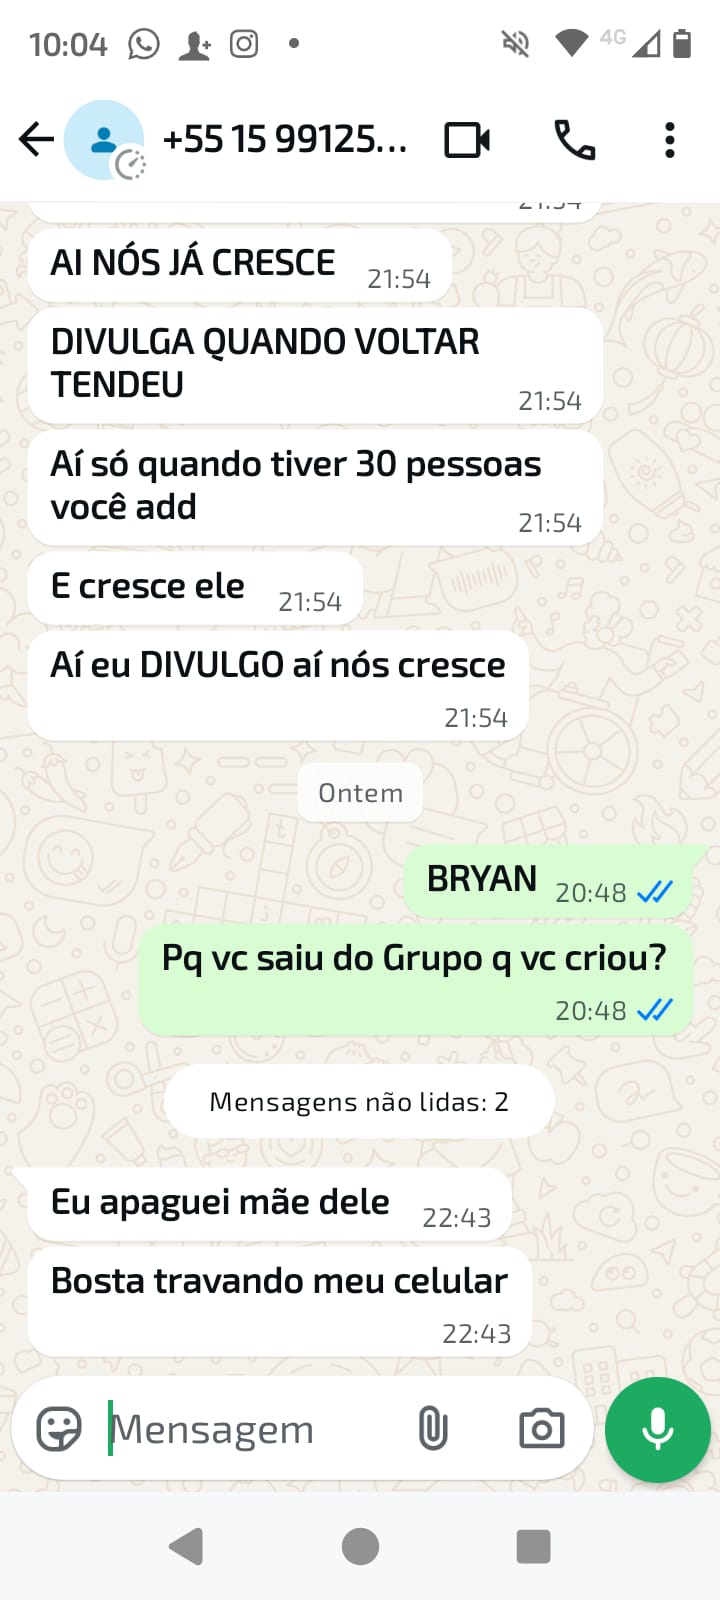 10:04
4G
+55 15 99125...
21:54
AI NÓS JÁ CRESCE 21:54
DIVULGA QUANDO VOLTAR
TENDEU
21:54
Aí só quando tiver 30 pessoas
você add
21:54
E cresce ele 21:54
Aí eu DIVULGO aí nós cresce
21:54
Ontem
BRYAN 20:48
Pq vc saiu do Grupo q vc criou?
20:48
Mensagens não lidas: 2
Eu apaguei mãe dele 22:43
Bosta travando meu celular
22:43
Mensagem